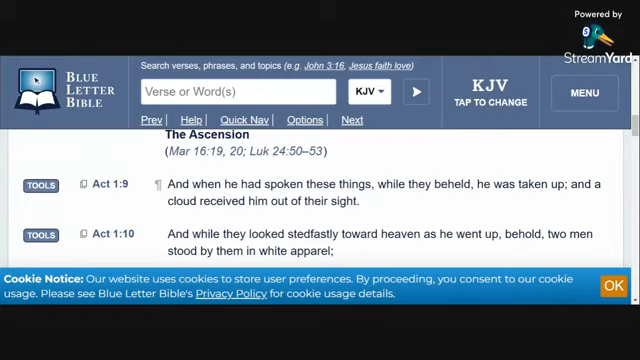 Powered by
StreamYard
BLUE
LETTER
BIBLE
Search verses, phrases, and topics (e.g. John 3:16, Jesus faith love)
Verse or Word(s)
KJV
KJV
TAP TO CHANGE
MENU
Prev | Help | Quick Nav | Options | Next
The Ascension
(Mar 16:19, 20; Luk 24:50–53)
TOOLS Act 1:9 ¶ And when he had spoken these things, while they beheld, he was taken up; and a
cloud received him out of their sight.
TOOLS Act 1:10 And while they looked stedfastly toward heaven as he went up, behold, two men
stood by them in white apparel;
Cookie Notice: Our website uses cookies to store user preferences. By proceeding, you consent to our cookie
usage. Please see Blue Letter Bible's Privacy Policy for cookie usage details.
OK